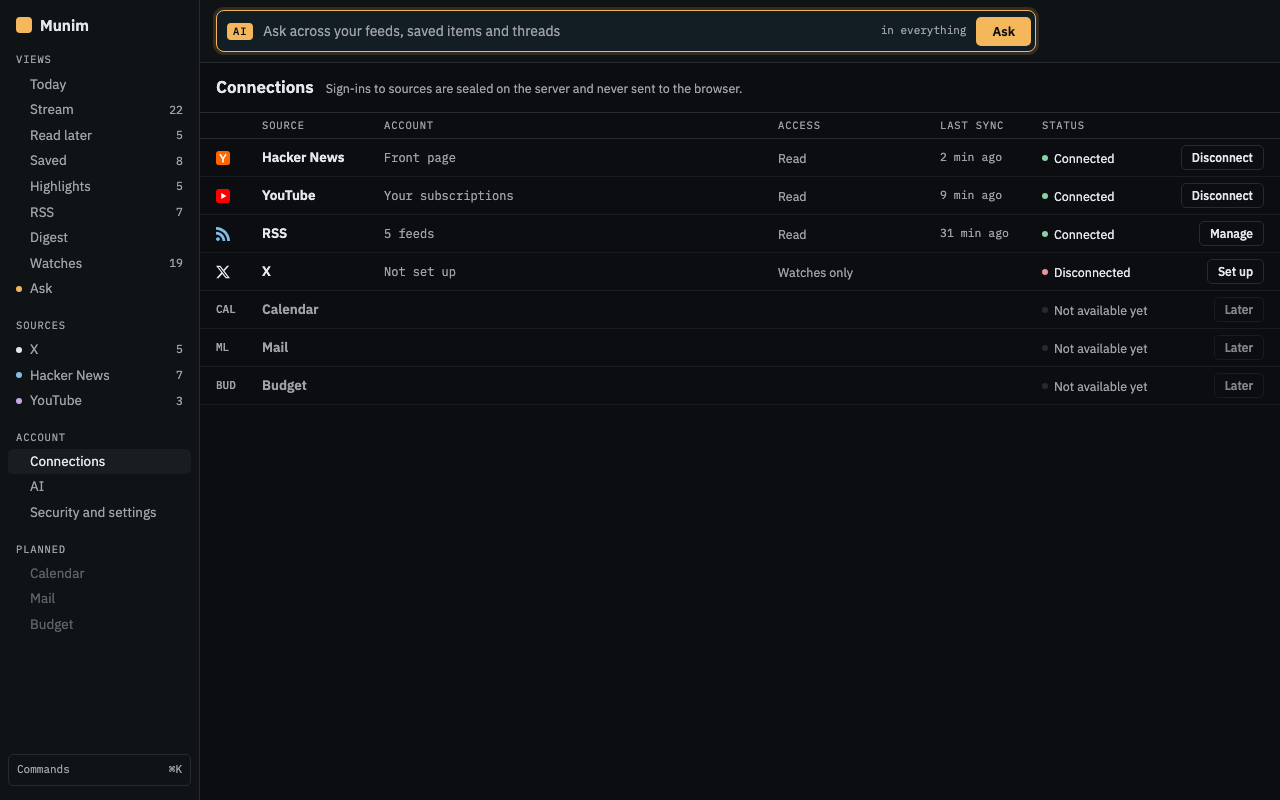 Munim
VIEWS
Today
Stream 22
Read later 5
Saved 8
Highlights 5
RSS 7
Digest
Watches 19
Ask
SOURCES
X 5
Hacker News 7
YouTube 3
ACCOUNT
Connections
AI
Security and settings
PLANNED
Calendar
Mail
Budget
Commands ⌘K
AI Ask across your feeds, saved items and threads in everything Ask
Connections Sign-ins to sources are sealed on the server and never sent to the browser.
SOURCE ACCOUNT ACCESS LAST SYNC STATUS
Y Hacker News Front page Read 2 min ago Connected Disconnect
YouTube Your subscriptions Read 9 min ago Connected Disconnect
RSS 5 feeds Read 31 min ago Connected Manage
X X Not set up Watches only Disconnected Set up
CAL Calendar Not available yet Later
ML Mail Not available yet Later
BUD Budget Not available yet Later